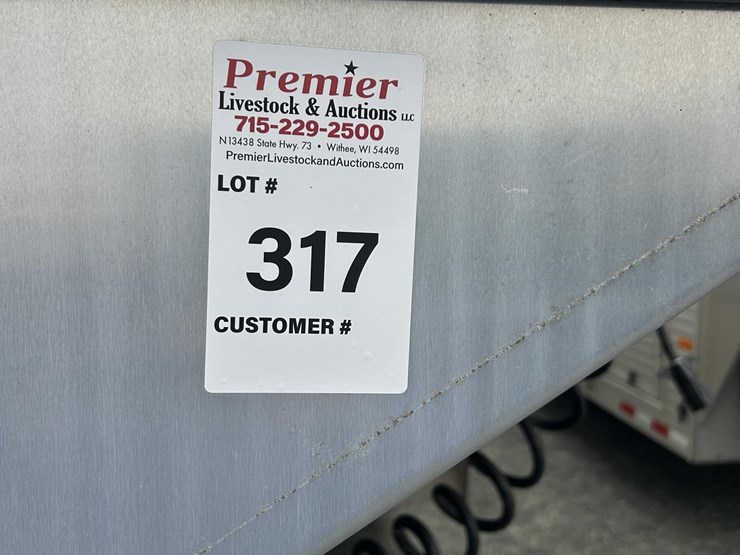 Premier
Livestock & Auctions LLC
715-229-2500
N13438 State Hwy. 73 • Withee, WI 54498
PremierLivestockandAuctions.com
LOT #
317
CUSTOMER #